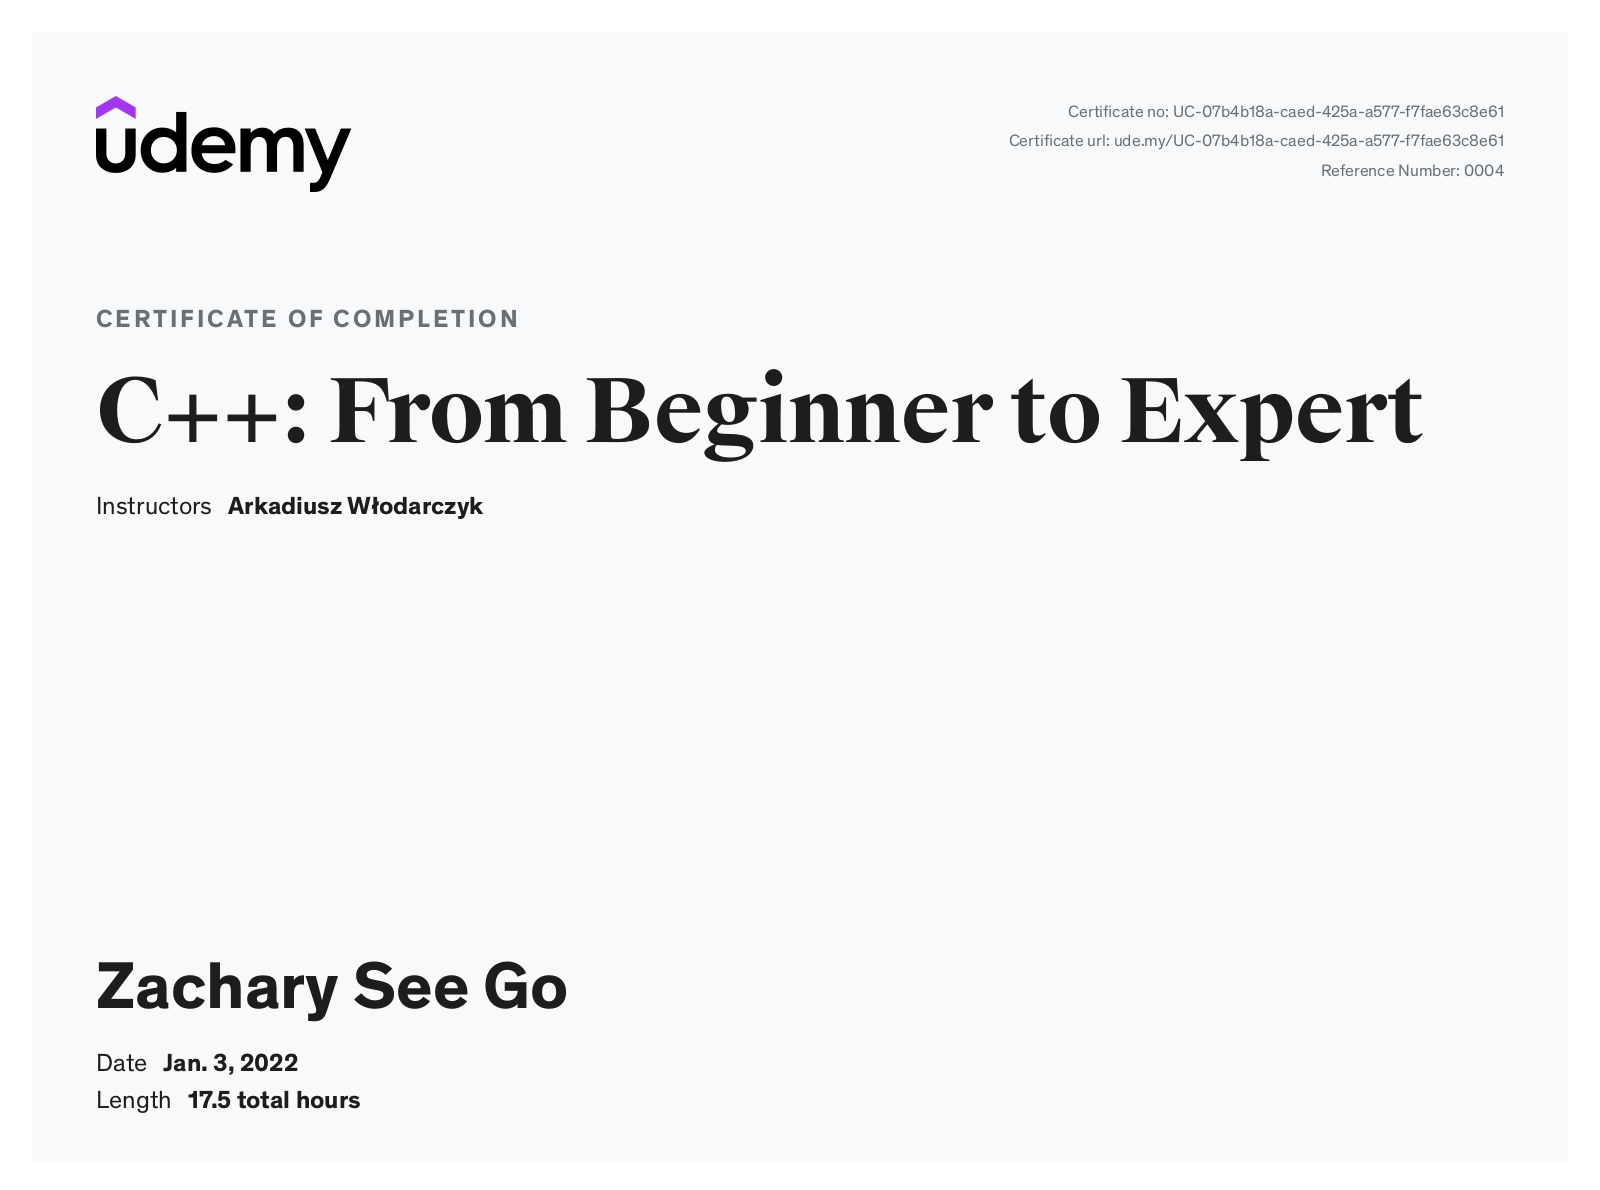 udemy
Certificate no: UC-07b4b18a-caed-425a-a577-f7fae63c8e61
Certificate url: ude.my/UC-07b4b18a-caed-425a-a577-f7fae63c8e61
Reference Number: 0004
CERTIFICATE OF COMPLETION
C++: From Beginner to Expert
Instructors Arkadiusz Włodarczyk
Zachary See Go
Date Jan. 3, 2022
Length 17.5 total hours